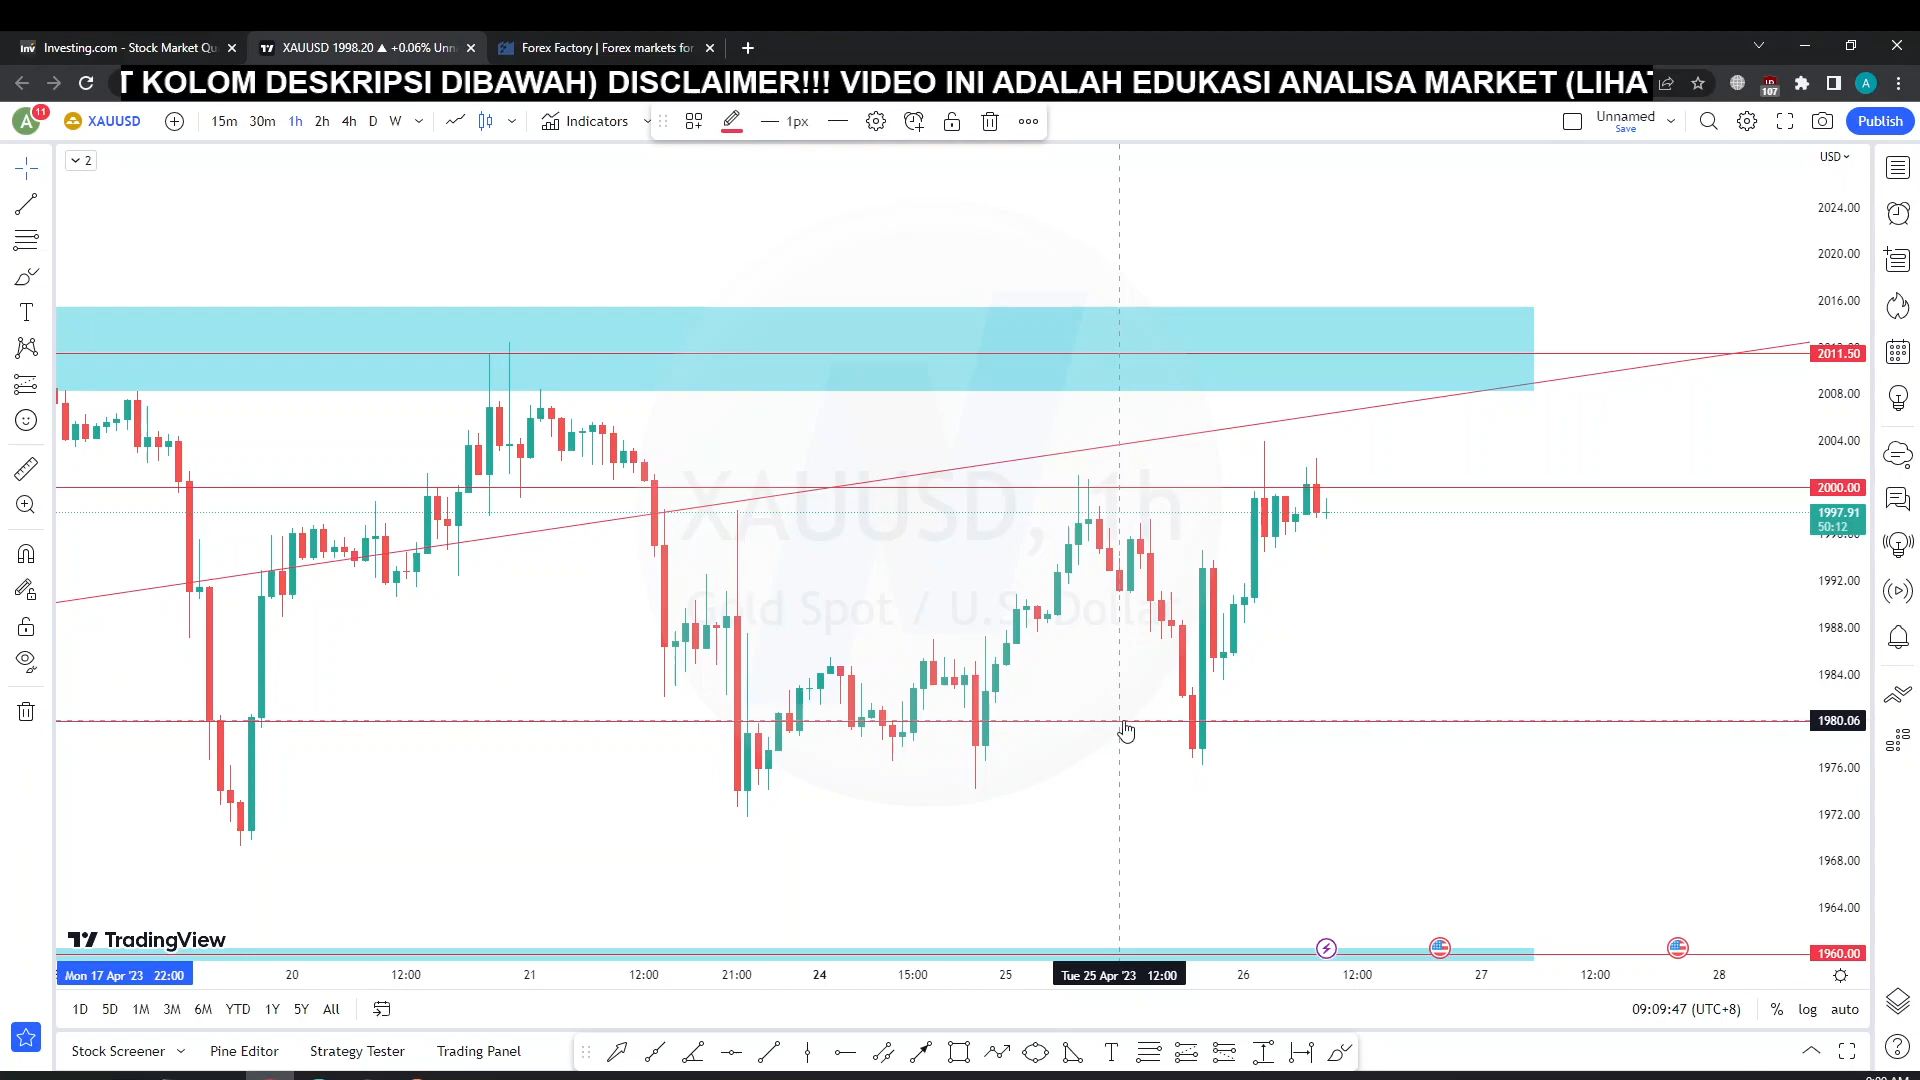 Investing.com - Stock Market Qu
XAUUSD 1998.20 ▲ +0.06% Unn
Forex Factory | Forex markets for
T KOLOM DESKRIPSI DIBAWAH) DISCLAIMER!!! VIDEO INI ADALAH EDUKASI ANALISA MARKET (LIHAT
107
A
A
11
XAUUSD
15m
30m
1h
2h
4h
D
W
Indicators
1px
Unnamed
Save
Publish
2
USD
2024.00
2020.00
2016.00
2011.50
2008.00
2004.00
2000.00
1997.91
50:12
1992.00
1988.00
1984.00
1980.06
1976.00
1972.00
1968.00
1964.00
1960.00
XAUUSD, 1h
Gold Spot / U.S. Dollar
TradingView
Mon 17 Apr '23 22:00
20
12:00
21
12:00
21:00
24
15:00
25
Tue 25 Apr '23 12:00
26
12:00
27
12:00
28
1D
5D
1M
3M
6M
YTD
1Y
5Y
All
09:09:47 (UTC+8)
%
log
auto
Stock Screener
Pine Editor
Strategy Tester
Trading Panel